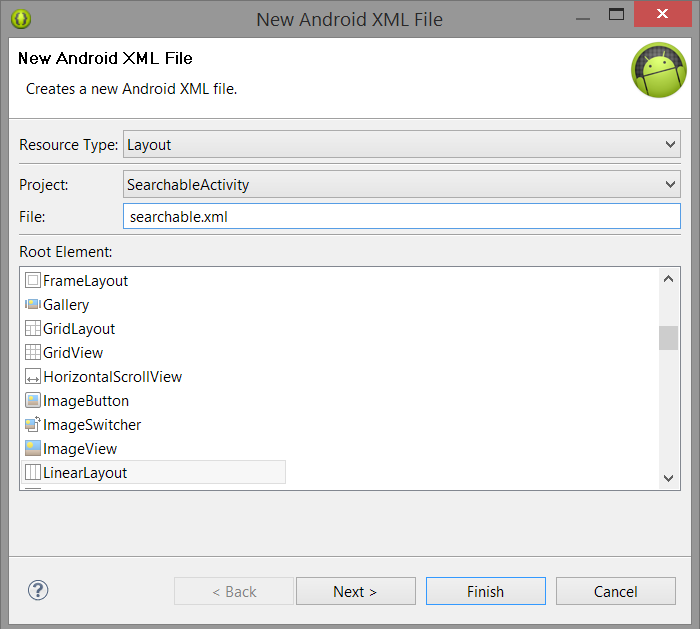 New Android XML File
New Android XML File
Creates a new Android XML file.
Resource Type: Layout
Project: SearchableActivity
File: searchable.xml
Root Element:
FrameLayout
Gallery
GridLayout
GridView
HorizontalScrollView
ImageButton
ImageSwitcher
ImageView
LinearLayout
? < Back Next > Finish Cancel